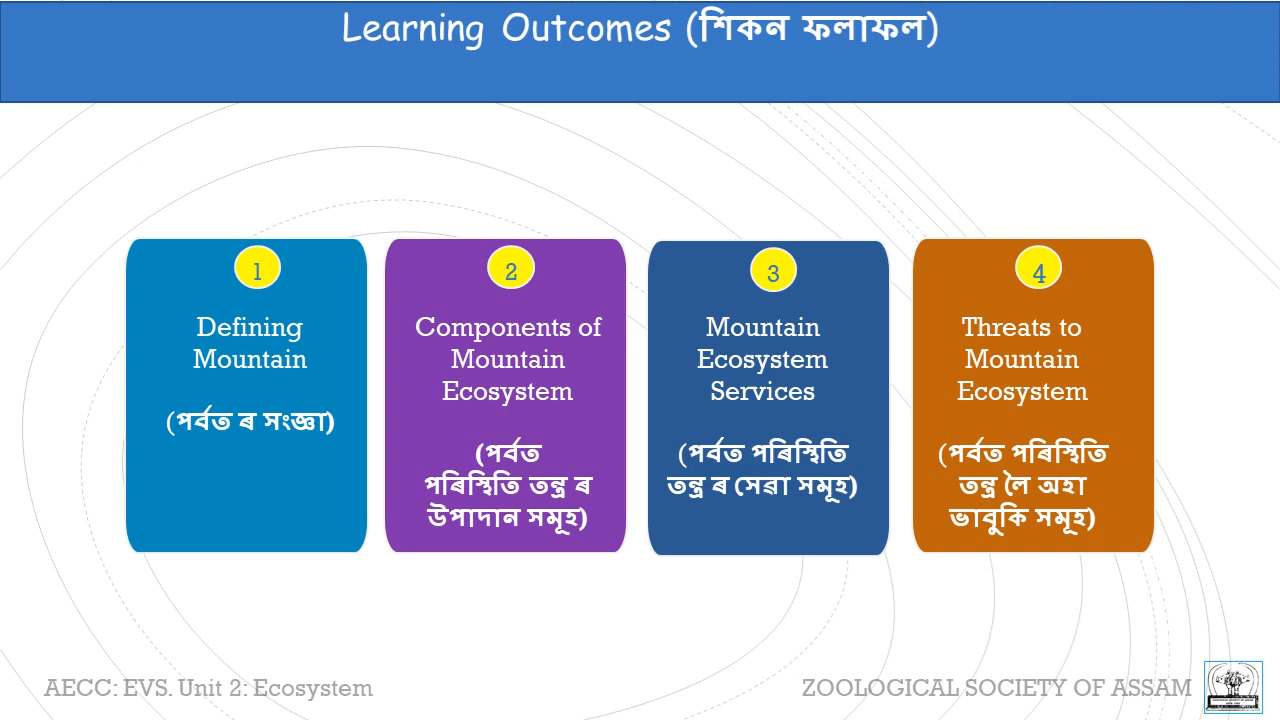 Learning Outcomes (শিকন ফলাফল)
1
Defining
Mountain
(পৰ্বত ৰ সংজ্ঞা)
2
Components of
Mountain
Ecosystem
(পৰ্বত
পৰিস্থিতি তন্ত্ৰ ৰ
উপাদান সমূহ)
3
Mountain
Ecosystem
Services
(পৰ্বত পৰিস্থিতি
তন্ত্ৰ ৰ সেৱা সমূহ)
4
Threats to
Mountain
Ecosystem
(পৰ্বত পৰিস্থিতি
তন্ত্ৰ লৈ অহা
ভাবুকি সমূহ)
AECC: EVS. Unit 2: Ecosystem
ZOOLOGICAL SOCIETY OF ASSAM